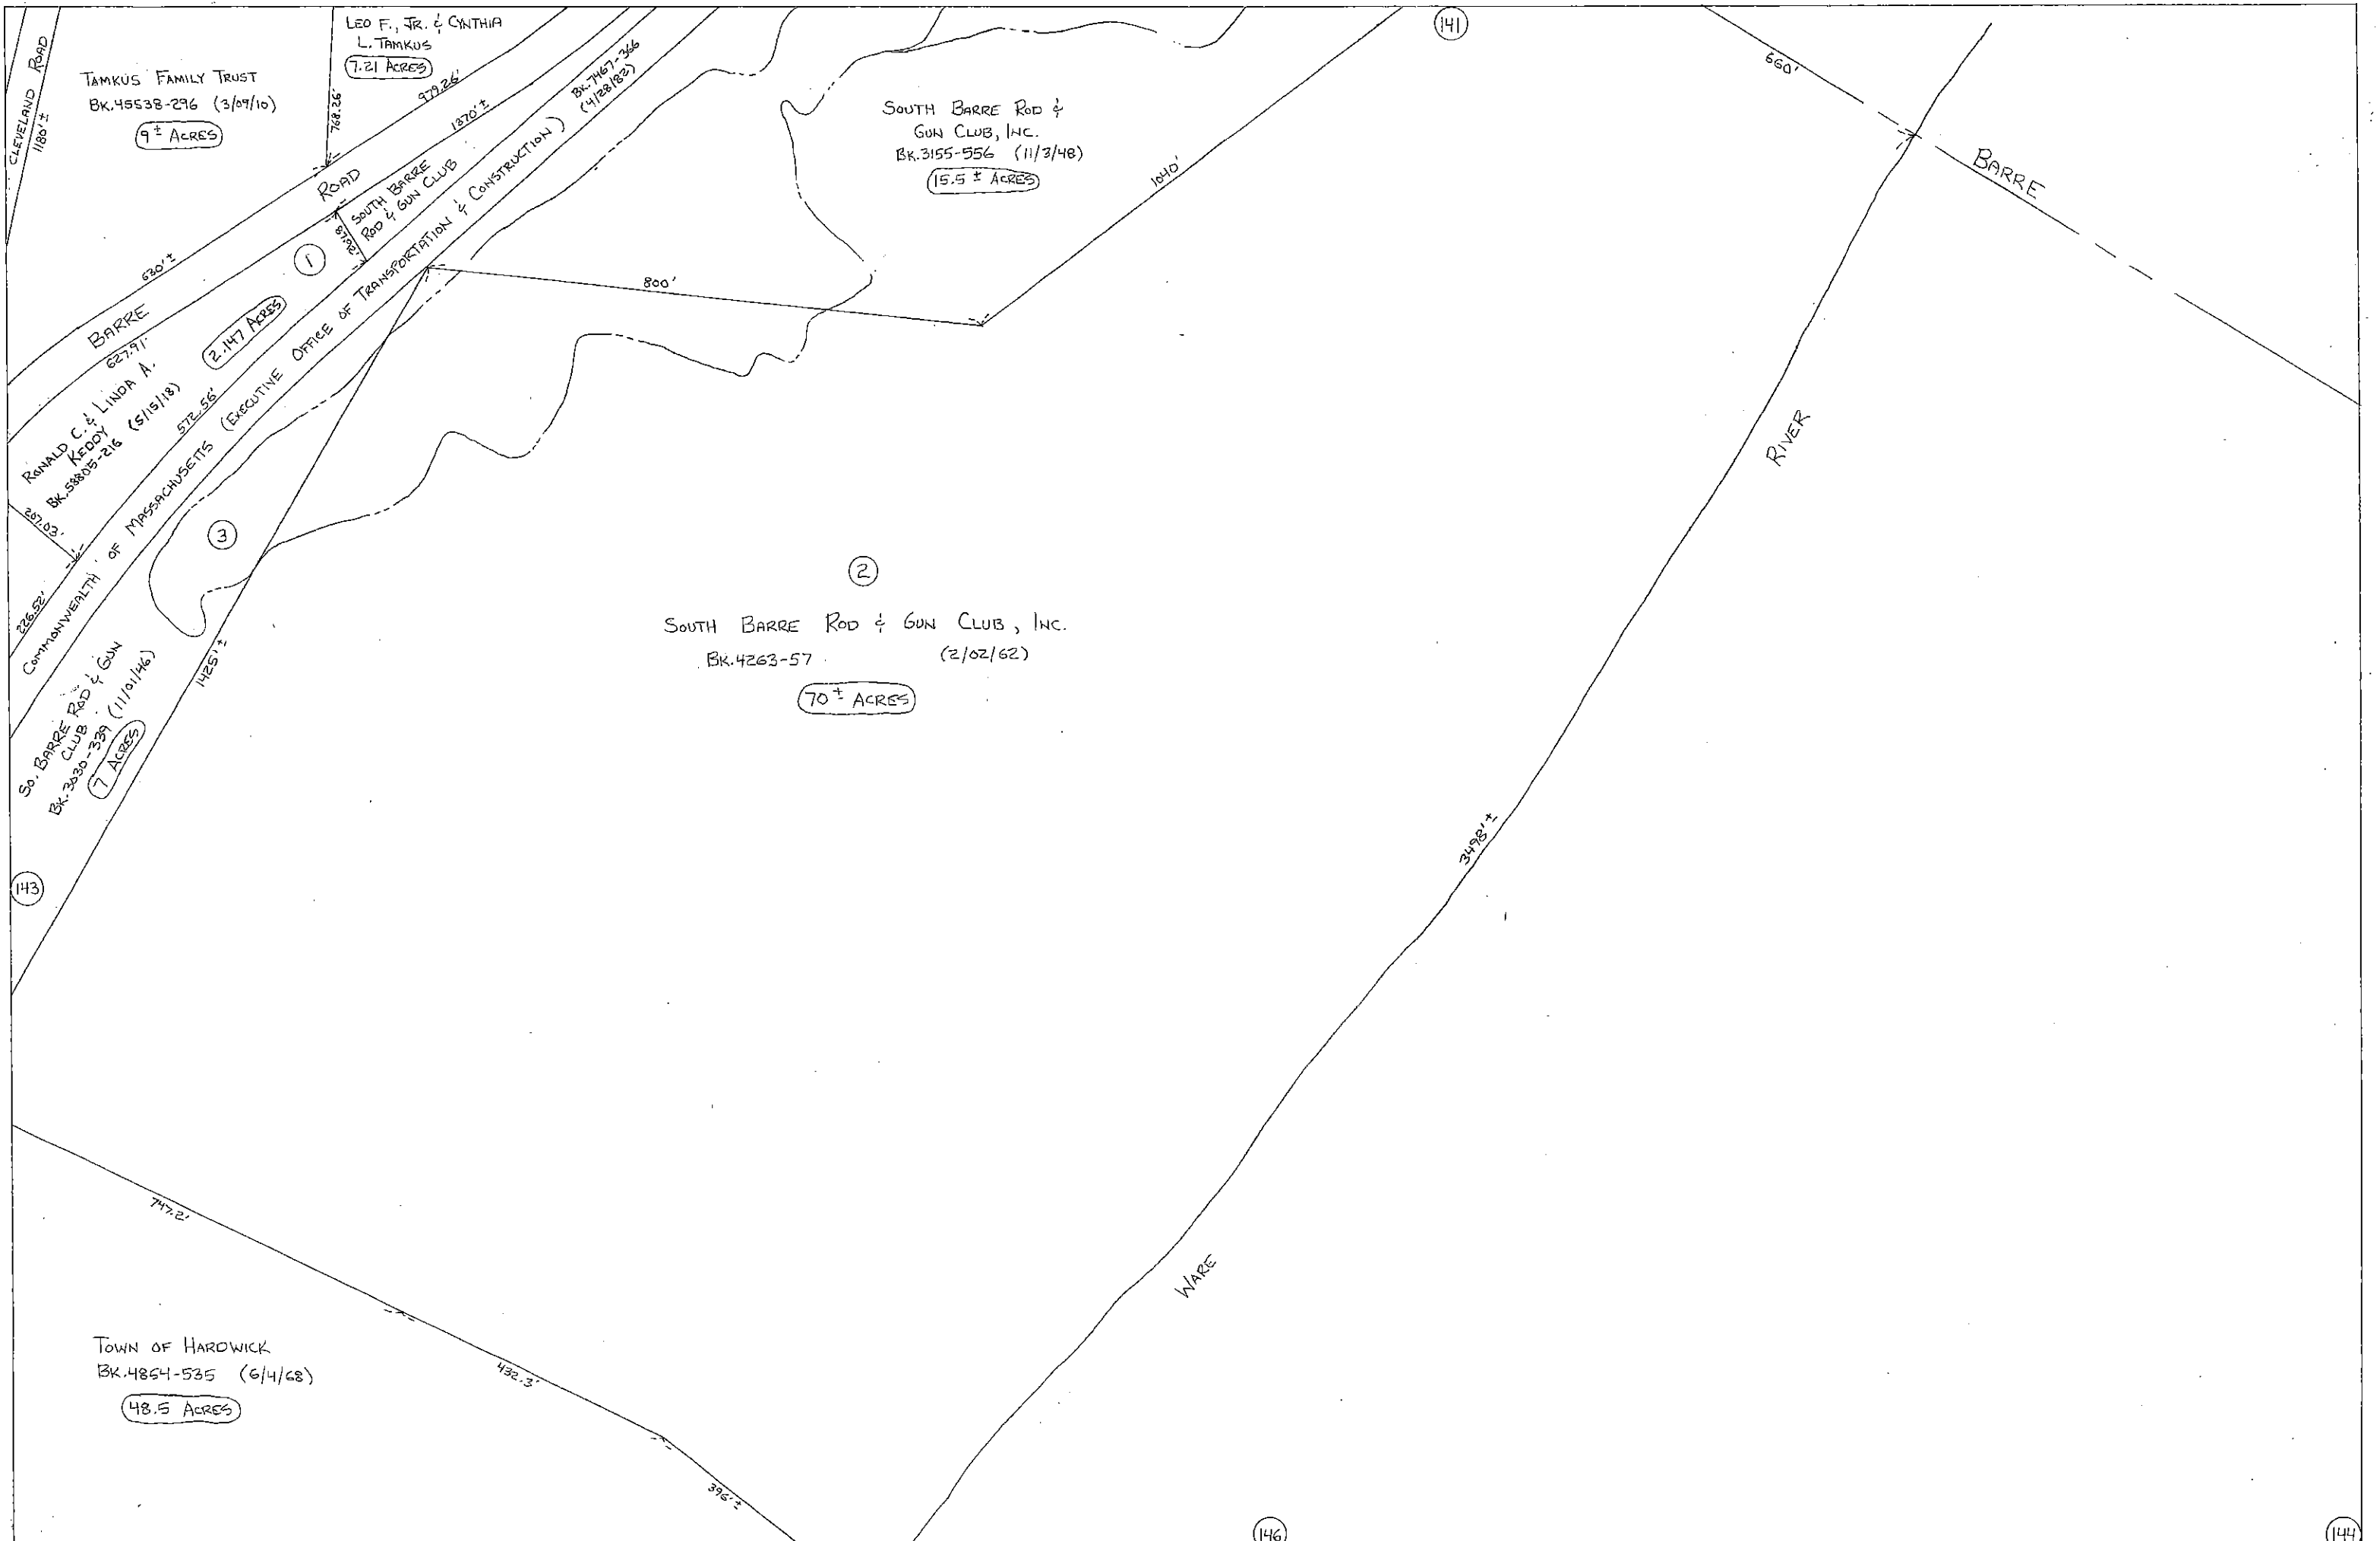 CLEVELAND ROAD
1180'±
TAMKUS FAMILY TRUST
BK.45538-296 (3/09/10)
9± ACRES
LEO F., JR. & CYNTHIA
L. TAMKUS
7.21 ACRES
768.26'
979.26'
1370'±
BK.7467-366
(4/28/82)
141
660'
BARRE
SOUTH BARRE ROD &
GUN CLUB, INC.
BK.3155-556 (11/3/48)
15.5± ACRES
1040'
800'
630'±
BARRE ROAD
SOUTH BARRE
ROD & GUN CLUB
1
627.91'
2.147 ACRES
RONALD C. & LINDA A.
KEDDY
BK.58805-216 (5/15/18)
572.56'
207.03'
226.52'
COMMONWEALTH OF MASSACHUSETTS (EXECUTIVE OFFICE OF TRANSPORTATION & CONSTRUCTION)
3
SO. BARRE ROD & GUN
CLUB
BK.3030-339 (11/01/46)
7 ACRES
1425'±
2
SOUTH BARRE ROD & GUN CLUB, INC.
BK.4263-57 (2/02/62)
70± ACRES
RIVER
3498'±
WARE
143
747.2'
432.3'
396'±
TOWN OF HARDWICK
BK.4854-535 (6/4/68)
48.5 ACRES
146
144